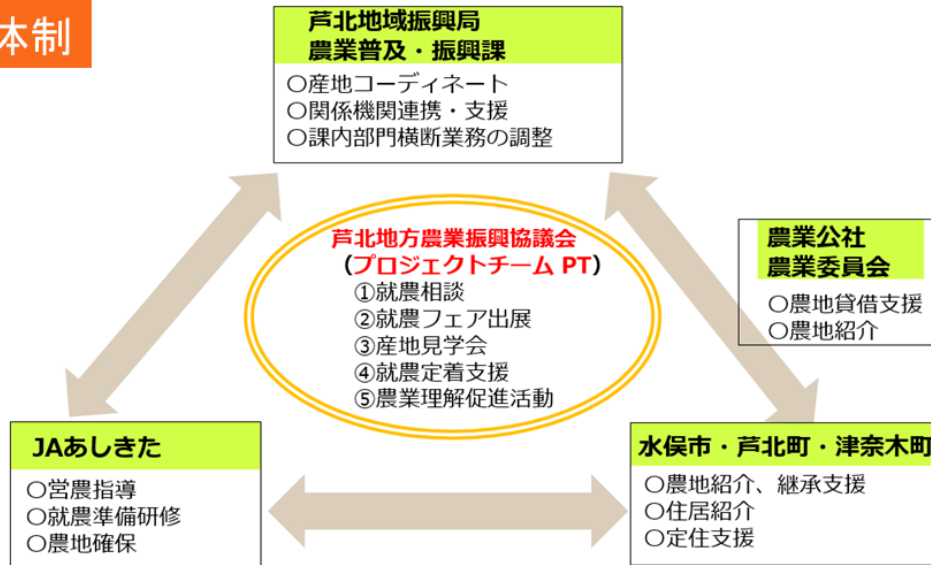 体制
芦北地域振興局
農業普及・振興課
○産地コーディネート
○関係機関連携・支援
○課内部門横断業務の調整
芦北地方農業振興協議会
(プロジェクトチーム PT)
①就農相談
②就農フェア出展
③産地見学会
④就農定着支援
⑤農業理解促進活動
農業公社
農業委員会
○農地貸借支援
○農地紹介
JAあしきた
○営農指導
○就農準備研修
○農地確保
水俣市・芦北町・津奈木町
○農地紹介、継承支援
○住居紹介
○定住支援